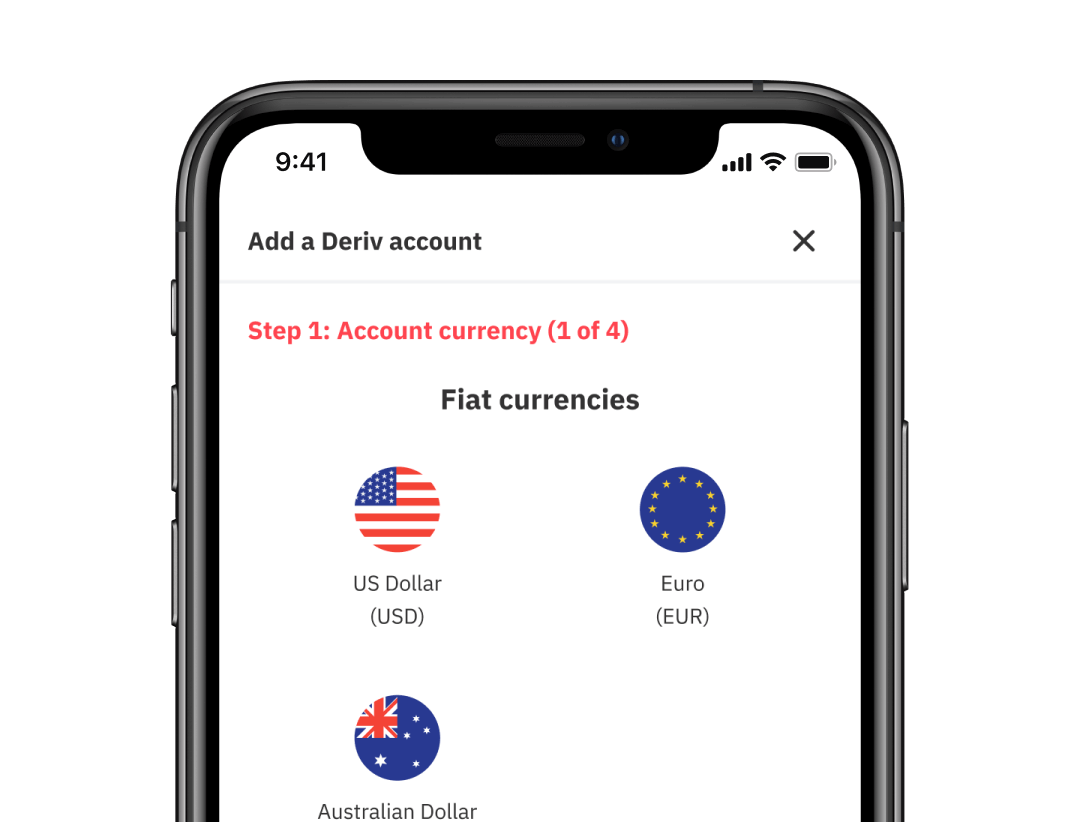 9:41
Add a Deriv account
Step 1: Account currency (1 of 4)
Fiat currencies
US Dollar
(USD)
Euro
(EUR)
Australian Dollar